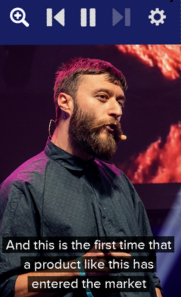 And this is the first time that
a product like this has
entered the market